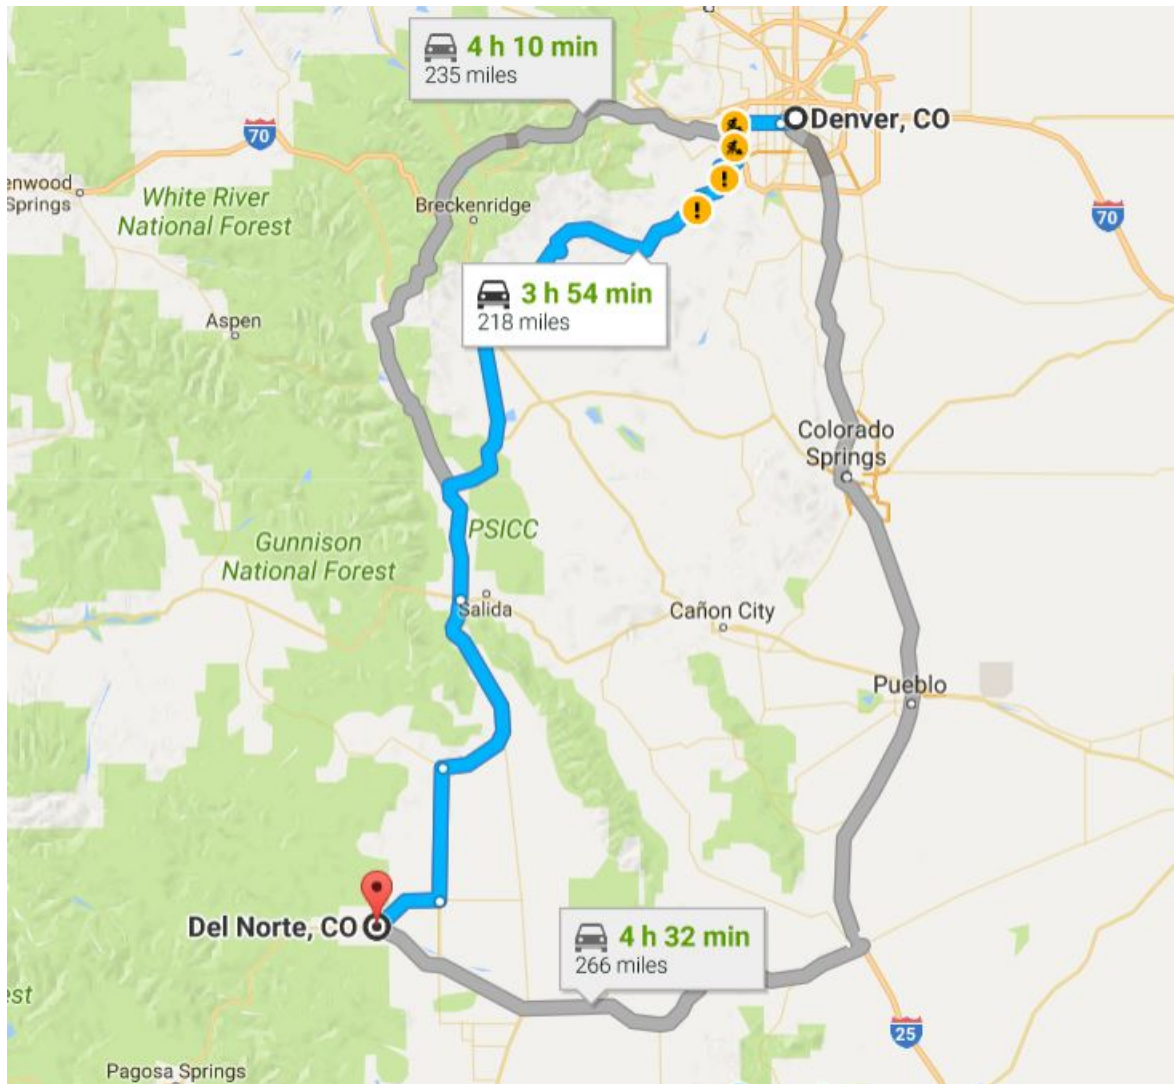 4 h 10 min
235 miles
Denver, CO
70
enwood
Springs
White River
National Forest
Breckenridge
70
3 h 54 min
218 miles
Aspen
Colorado
Springs
PSICC
Gunnison
National Forest
Salida
Cañon City
Pueblo
Del Norte, CO
4 h 32 min
266 miles
est
25
Pagosa Springs